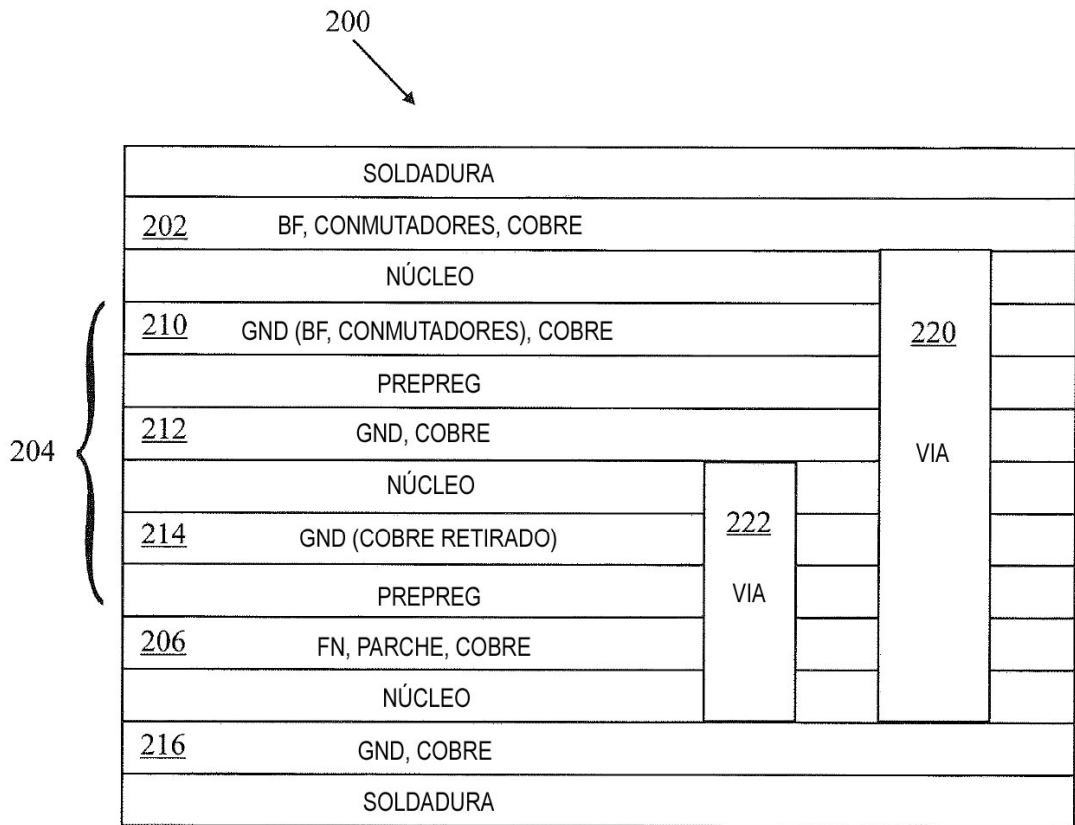 200
SOLDADURA
202 BF, CONMUTADORES, COBRE
NÚCLEO
210 GND (BF, CONMUTADORES), COBRE
220
PREPREG
204
212 GND, COBRE
VIA
NÚCLEO
222
214 GND (COBRE RETIRADO)
VIA
PREPREG
206 FN, PARCHE, COBRE
NÚCLEO
216 GND, COBRE
SOLDADURA